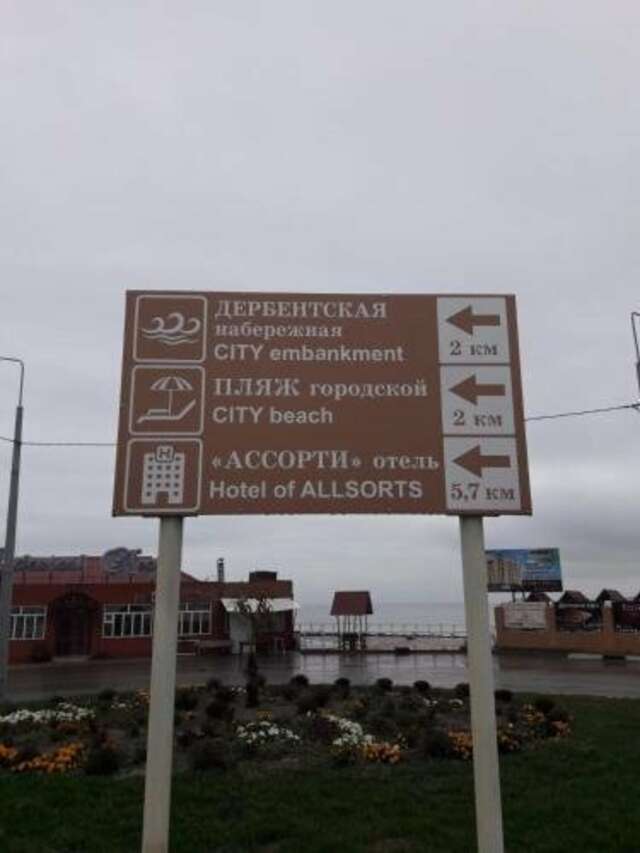 ДЕРБЕНТСКАЯ
набережная
CITY embankment
2 км
ПЛЯЖ городской
CITY beach
2 км
H
«АССОРТИ» отель
Hotel of ALLSORTS
5,7 км